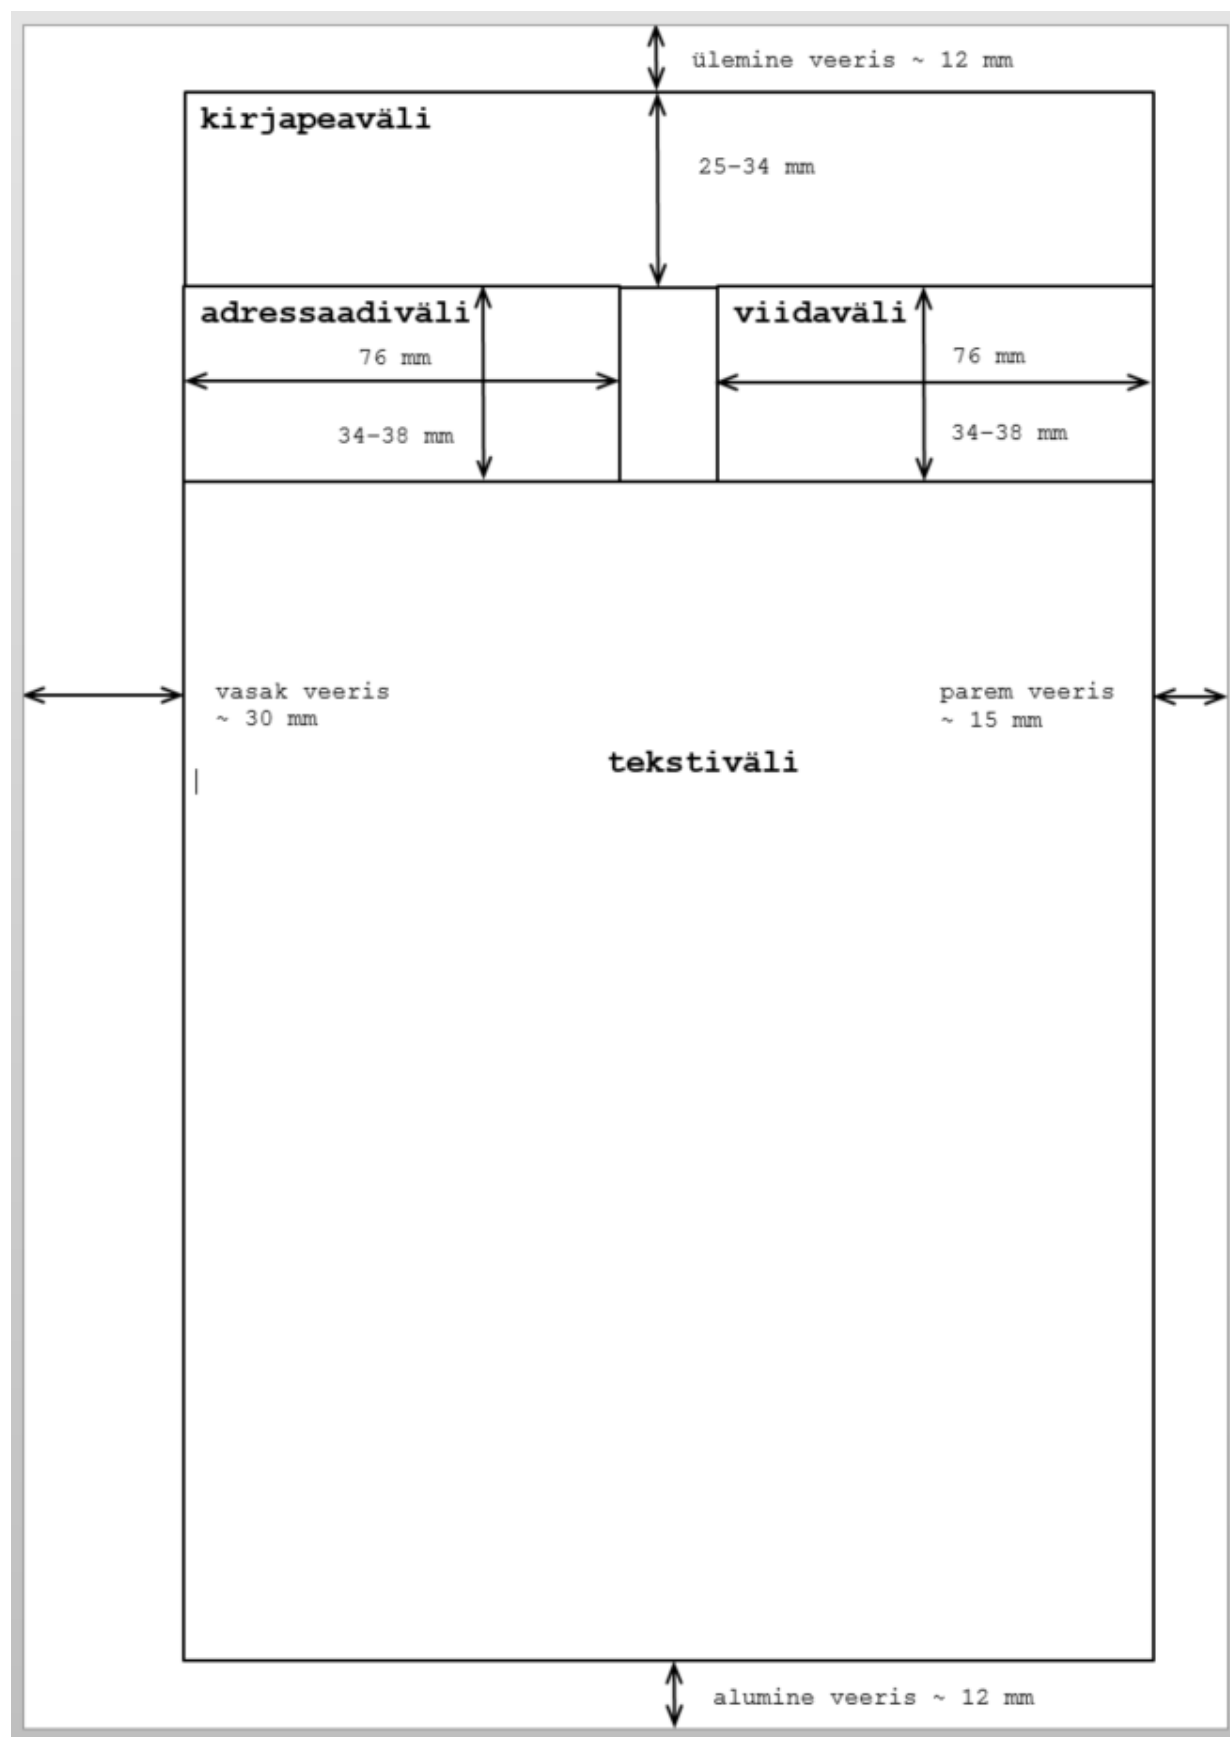 ülemine veeris ~ 12 mm
kirjapeaväli
25-34 mm
adressaadiväli
76 mm
34-38 mm
viidaväli
76 mm
34-38 mm
vasak veeris
~ 30 mm
parem veeris
~ 15 mm
tekstiväli
alumine veeris ~ 12 mm